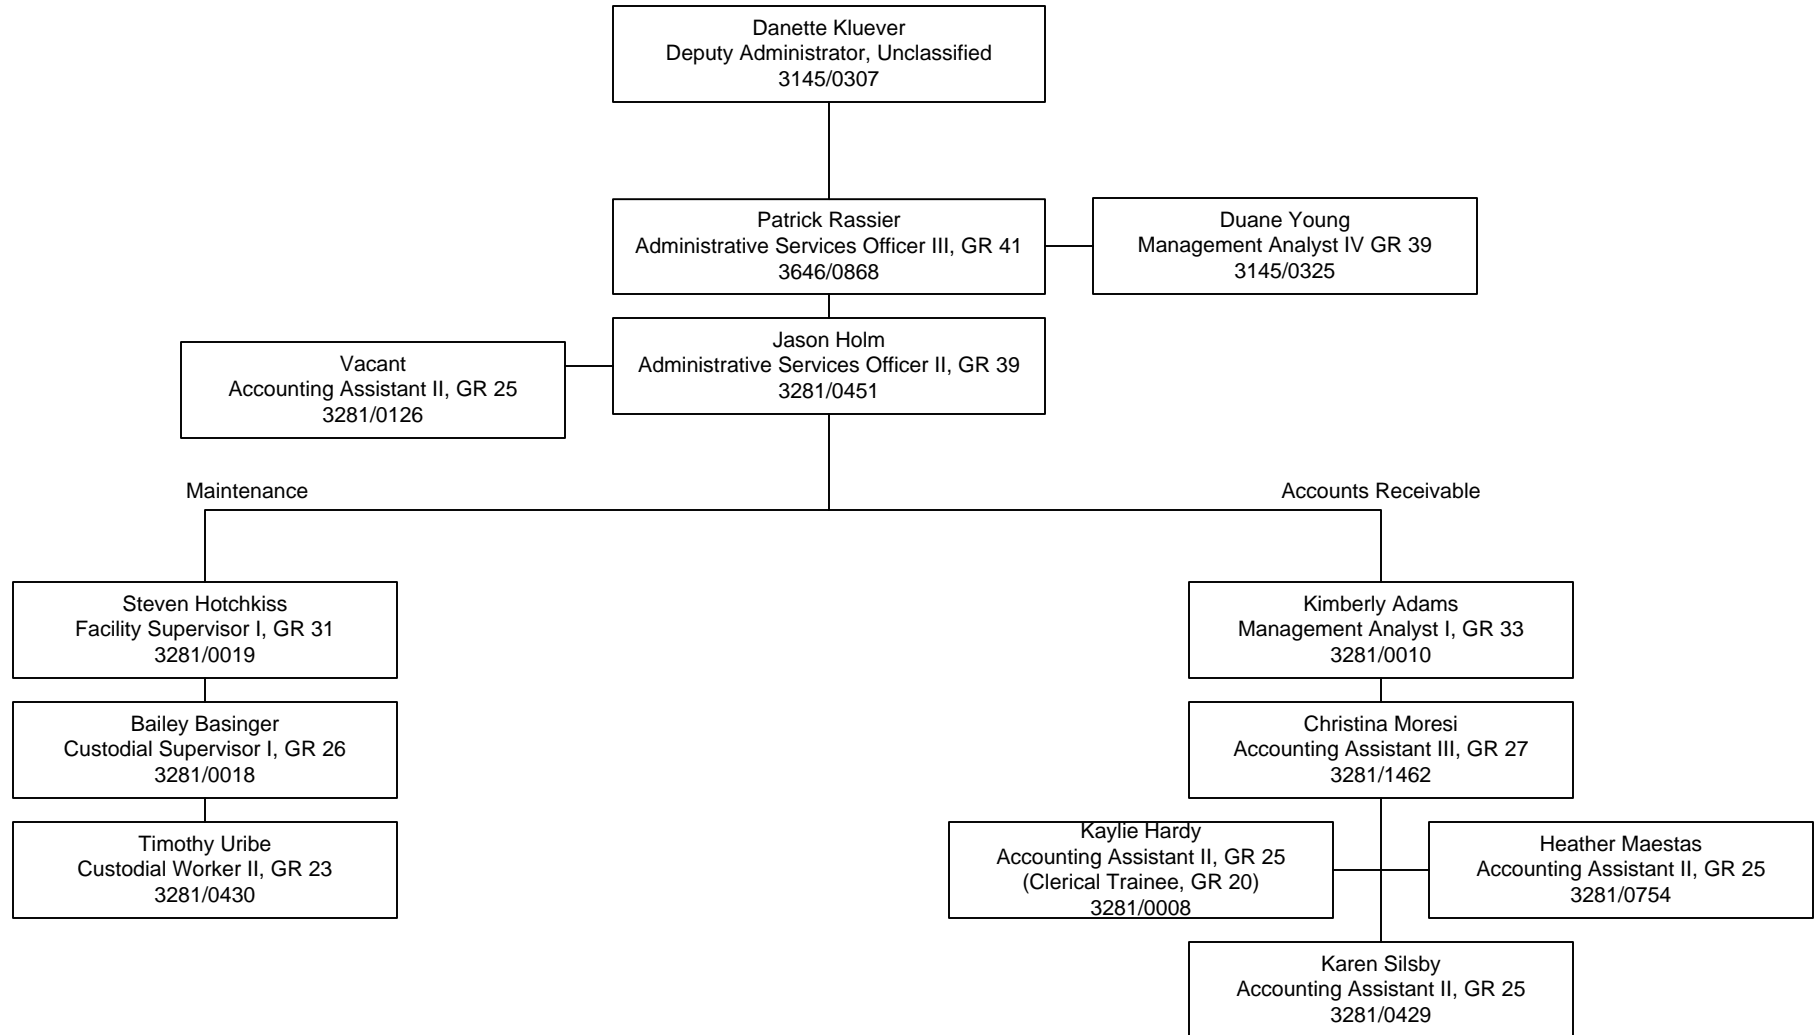 Danette Kluever
Deputy Administrator, Unclassified
3145/0307
Patrick Rassier
Administrative Services Officer III, GR 41
3646/0868
Duane Young
Management Analyst IV GR 39
3145/0325
Jason Holm
Administrative Services Officer II, GR 39
3281/0451
Vacant
Accounting Assistant II, GR 25
3281/0126
Maintenance
Accounts Receivable
Steven Hotchkiss
Facility Supervisor I, GR 31
3281/0019
Kimberly Adams
Management Analyst I, GR 33
3281/0010
Bailey Basinger
Custodial Supervisor I, GR 26
3281/0018
Christina Moresi
Accounting Assistant III, GR 27
3281/1462
Timothy Uribe
Custodial Worker II, GR 23
3281/0430
Kaylie Hardy
Accounting Assistant II, GR 25
(Clerical Trainee, GR 20)
3281/0008
Heather Maestas
Accounting Assistant II, GR 25
3281/0754
Karen Silsby
Accounting Assistant II, GR 25
3281/0429